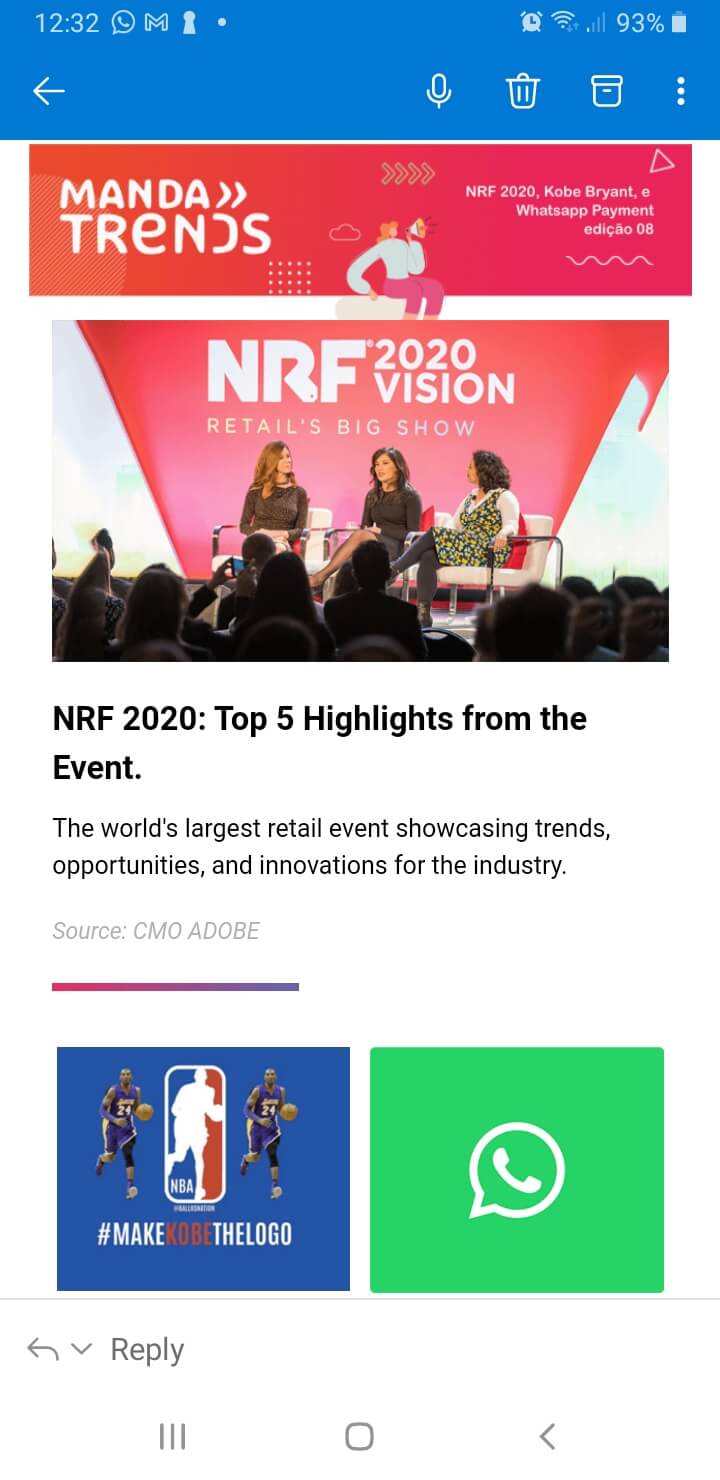 12:32
93%
MANDA
TRENDS
NRF 2020, Kobe Bryant, e
Whatsapp Payment
edição 08
NRF® 2020
VISION
RETAIL'S BIG SHOW
NRF 2020: Top 5 Highlights from the
Event.
The world's largest retail event showcasing trends,
opportunities, and innovations for the industry.
Source: CMO ADOBE
24
24
NBA
@BALLUONATION
#MAKEKOBETHELOGO
Reply